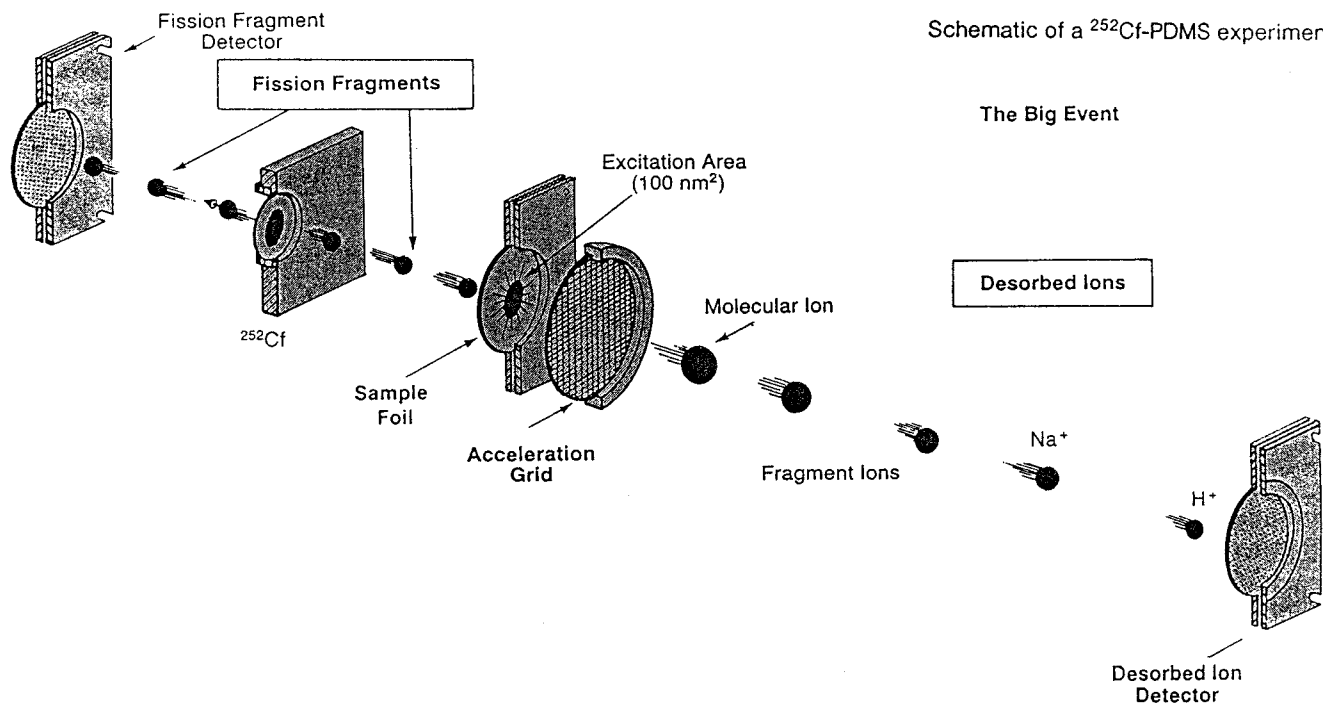 Fission Fragment
Detector
Schematic of a ²⁵²Cf-PDMS experimen
Fission Fragments
The Big Event
Excitation Area
(100 nm²)
Desorbed Ions
Molecular Ion
²⁵²Cf
Sample
Foil
Acceleration
Grid
Fragment Ions
Na⁺
H⁺
Desorbed Ion
Detector